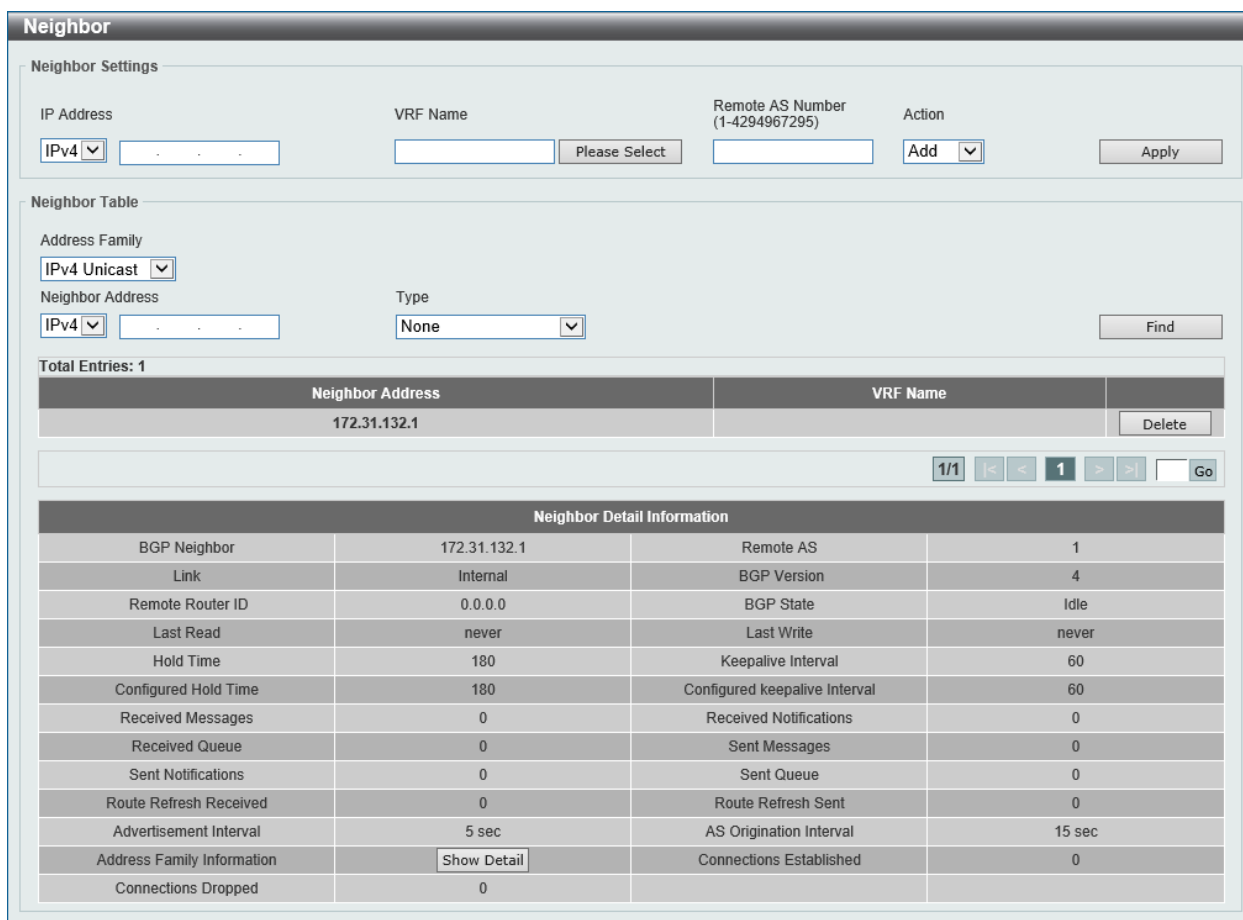 Neighbor
Neighbor Settings
IP Address VRF Name Remote AS Number (1-4294967295) Action
IPv4 . . . Please Select Add Apply
Neighbor Table
Address Family
IPv4 Unicast
Neighbor Address Type
IPv4 . . . None Find
Total Entries: 1
Neighbor Address VRF Name
172.31.132.1 Delete
1/1 |< < 1 > >| Go
Neighbor Detail Information
BGP Neighbor 172.31.132.1 Remote AS 1
Link Internal BGP Version 4
Remote Router ID 0.0.0.0 BGP State Idle
Last Read never Last Write never
Hold Time 180 Keepalive Interval 60
Configured Hold Time 180 Configured keepalive Interval 60
Received Messages 0 Received Notifications 0
Received Queue 0 Sent Messages 0
Sent Notifications 0 Sent Queue 0
Route Refresh Received 0 Route Refresh Sent 0
Advertisement Interval 5 sec AS Origination Interval 15 sec
Address Family Information Show Detail Connections Established 0
Connections Dropped 0